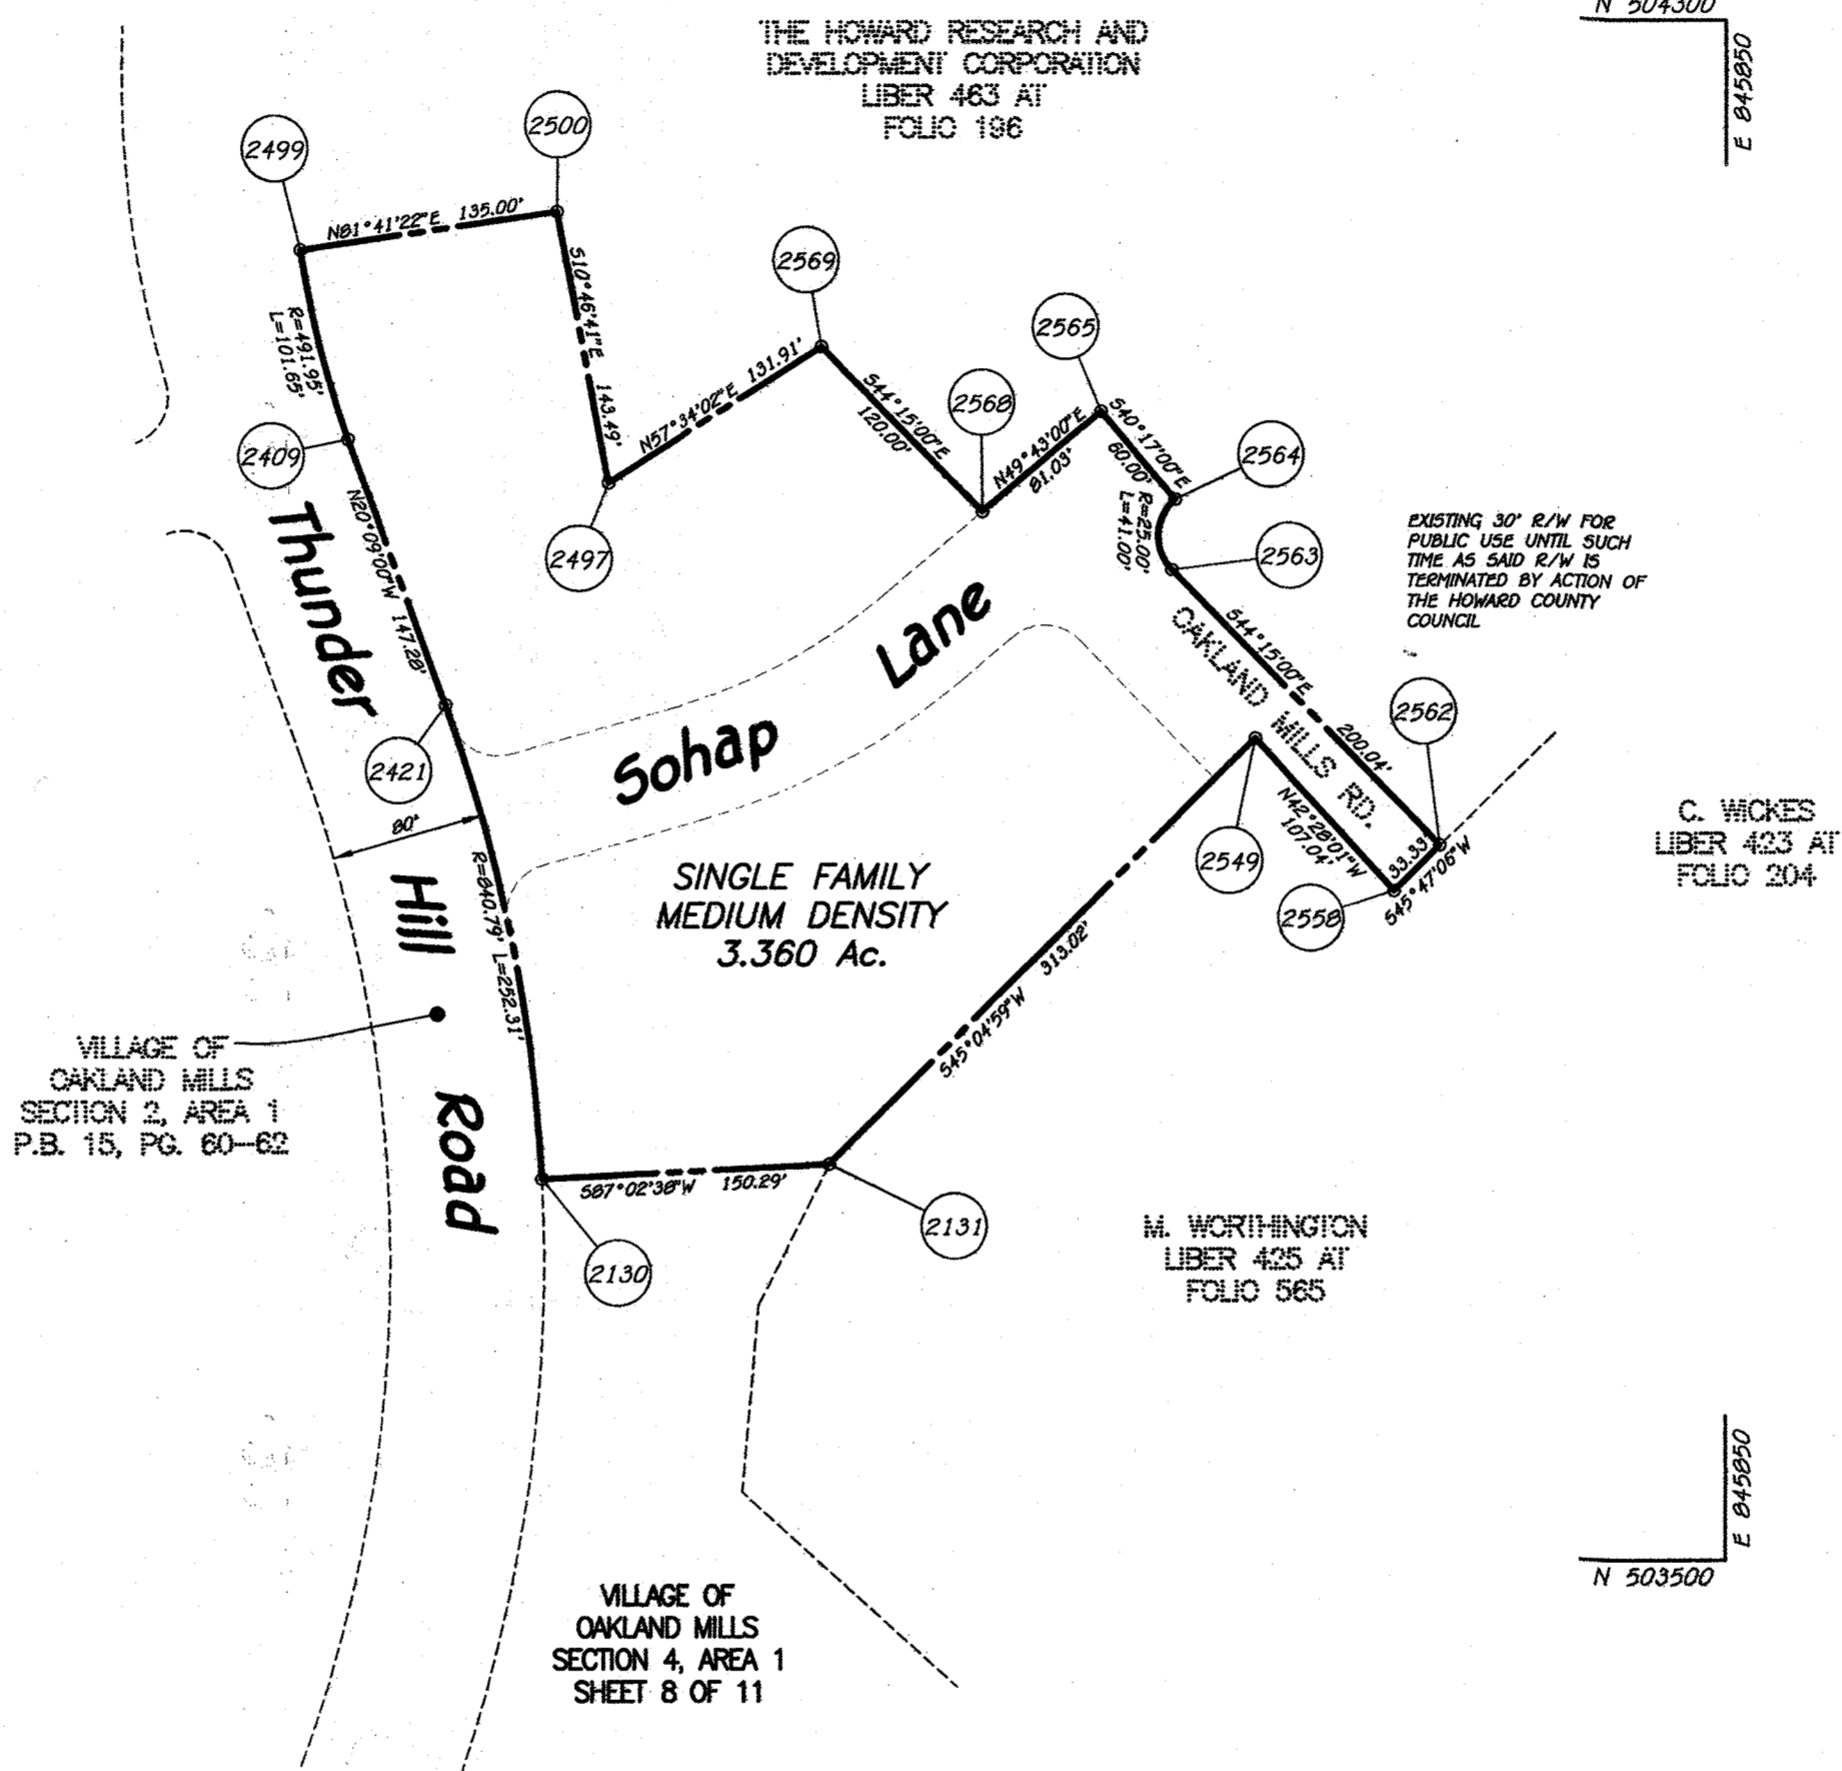 THE HOWARD RESEARCH AND
DEVELOPMENT CORPORATION
LIBER 463 AT
FOLIO 196
N 504300
E 845850
2499
2500
N81°41'22"E 135.00'
S10°46'41"E 143.49'
2569
R=491.95'
L=101.65'
N57°34'02"E 131.91'
2565
S44°15'00"E
120.00'
2568
N49°43'00"E
81.03'
S40°17'00"E
60.00'
2564
2409
R=25.00'
L=41.00'
2497
2563
EXISTING 30' R/W FOR
PUBLIC USE UNTIL SUCH
TIME AS SAID R/W IS
TERMINATED BY ACTION OF
THE HOWARD COUNTY
COUNCIL
N20°09'00"W 147.28'
Thunder
Hill
Road
Sohap
Lane
OAKLAND MILLS RD.
S44°15'00"E
200.04'
2562
2421
80'
R=840.79' L=252.31'
SINGLE FAMILY
MEDIUM DENSITY
3.360 Ac.
2549
N42°28'01"W
107.04'
33.33'
S45°47'06"W
2558
C. WICKES
LIBER 423 AT
FOLIO 204
S45°04'59"W 313.02'
VILLAGE OF
OAKLAND MILLS
SECTION 2, AREA 1
P.B. 15, PG. 60-62
S87°02'38"W 150.29'
2131
2130
M. WORTHINGTON
LIBER 425 AT
FOLIO 565
E 845850
N 503500
VILLAGE OF
OAKLAND MILLS
SECTION 4, AREA 1
SHEET 8 OF 11